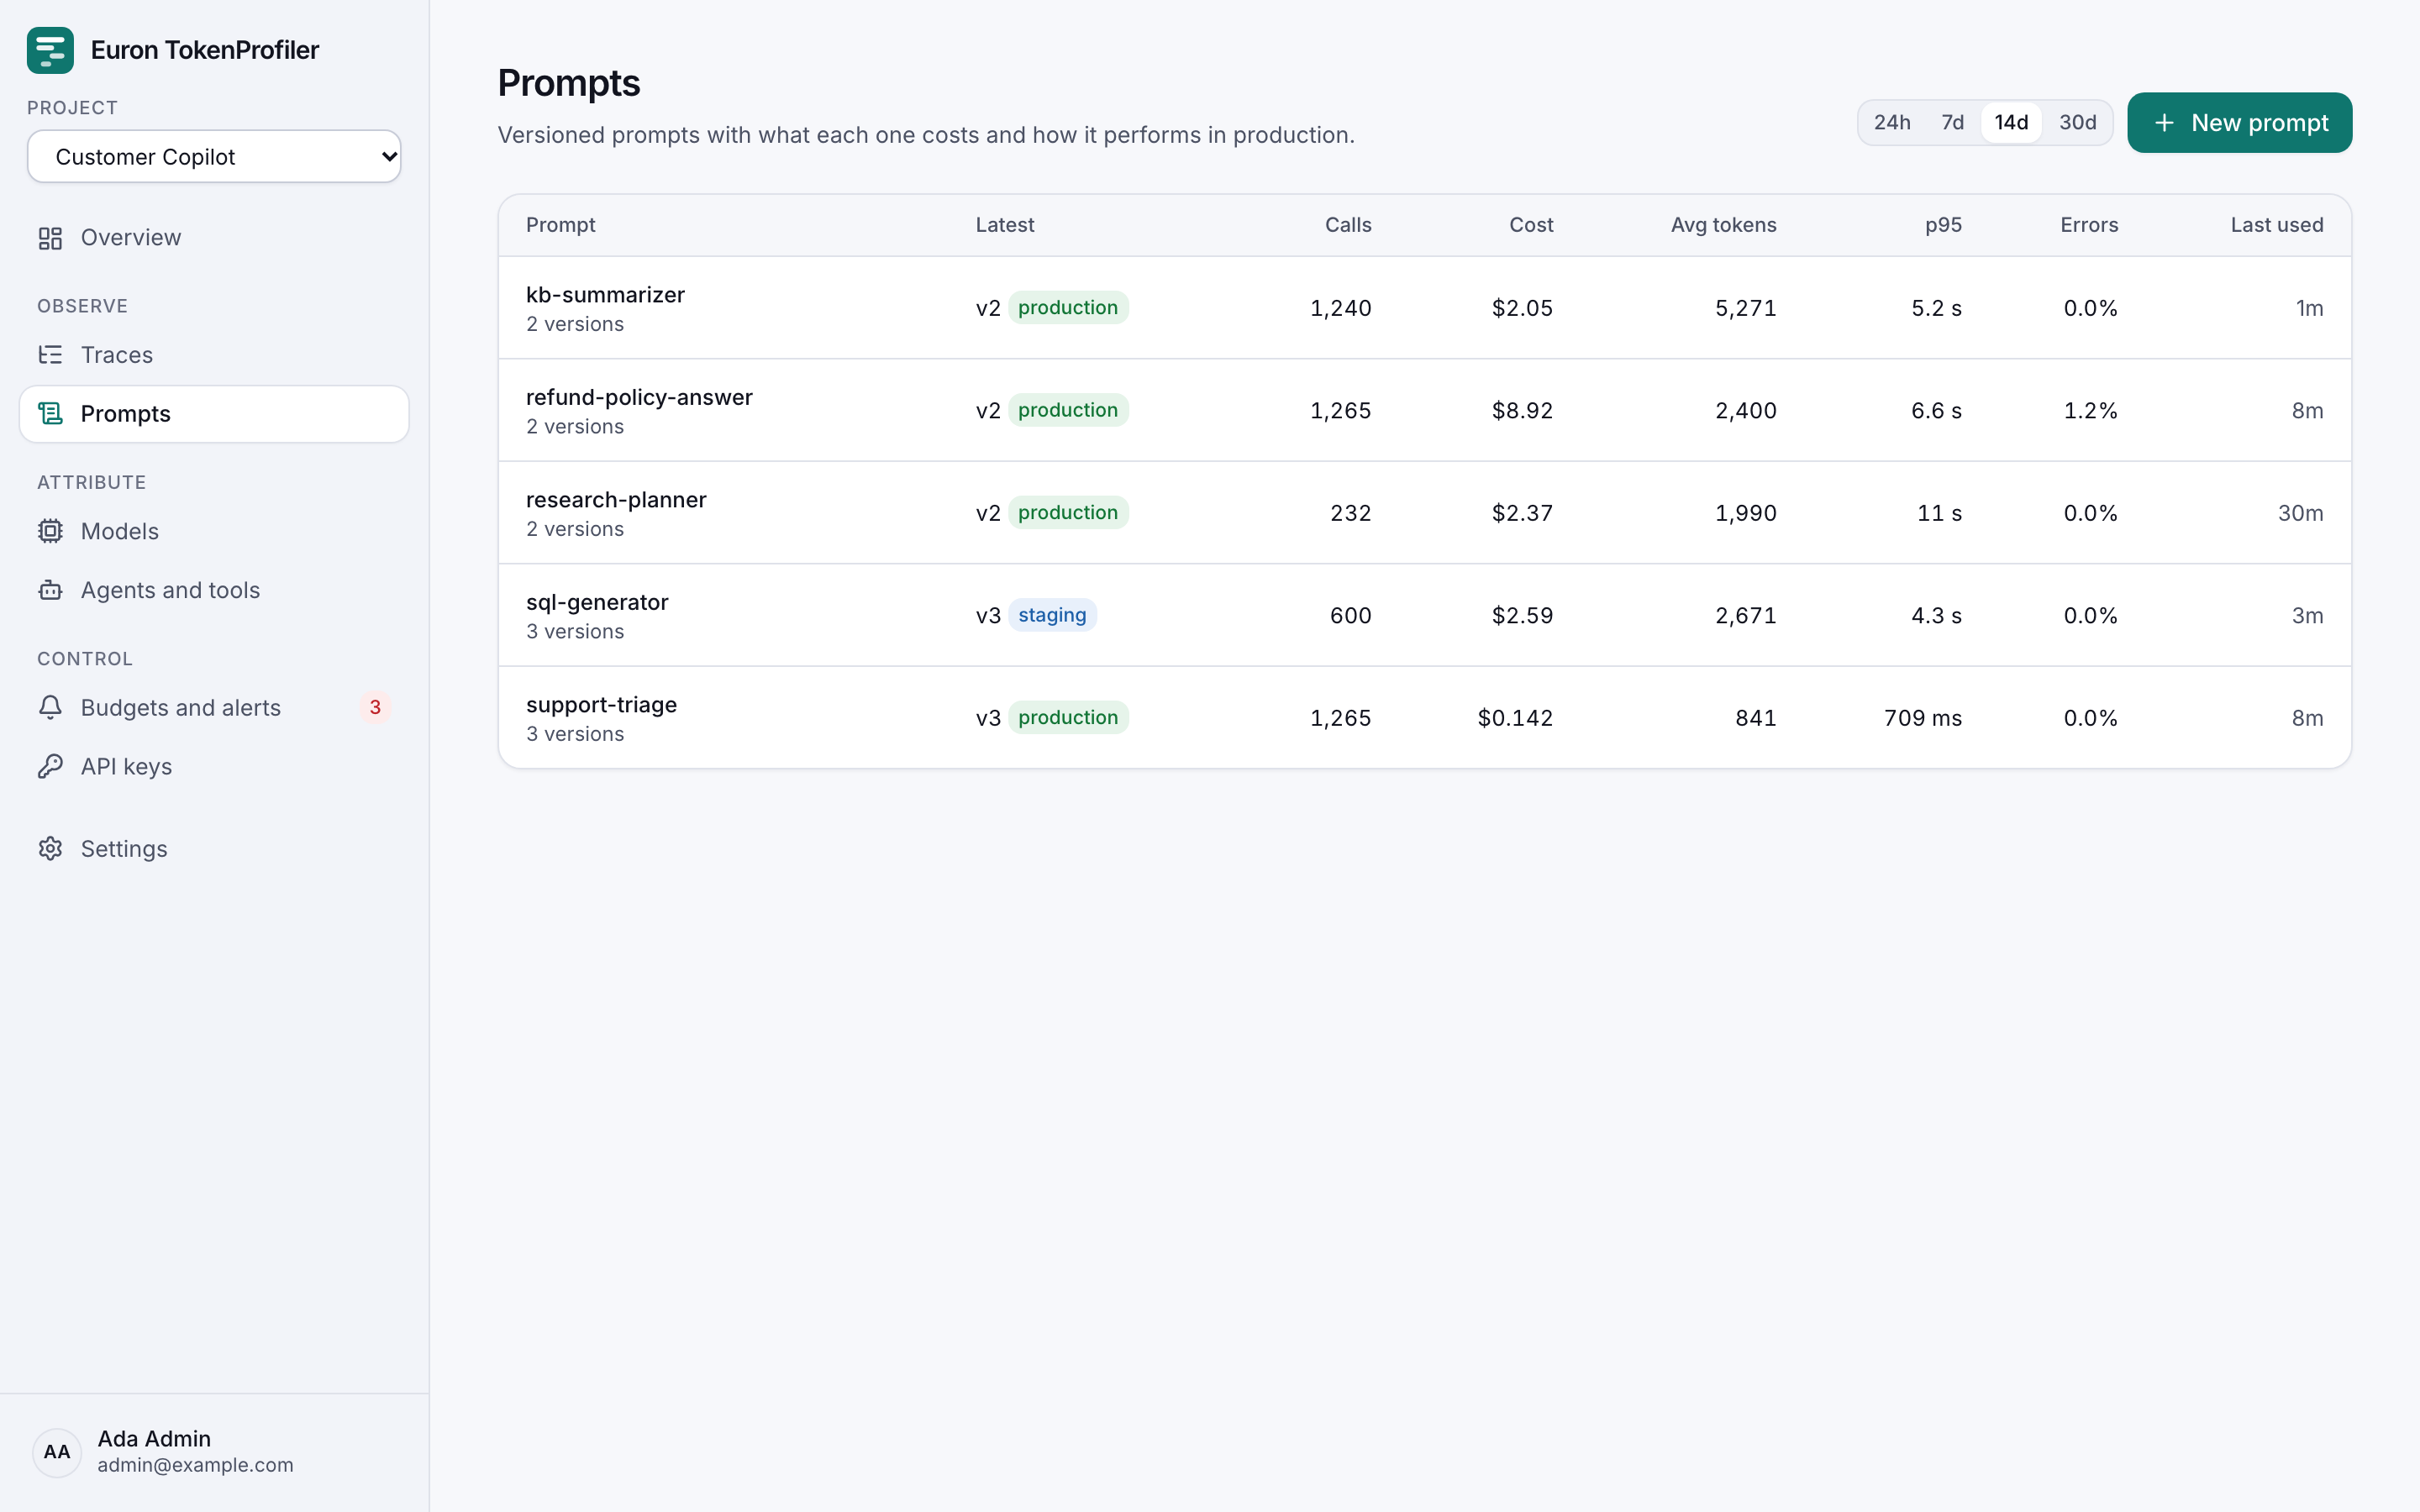 Euron TokenProfiler
PROJECT
Customer Copilot
Overview
OBSERVE
Traces
Prompts
ATTRIBUTE
Models
Agents and tools
CONTROL
Budgets and alerts 3
API keys
Settings
AA
Ada Admin
admin@example.com
Prompts
Versioned prompts with what each one costs and how it performs in production.
24h 7d 14d 30d
+ New prompt
Prompt Latest Calls Cost Avg tokens p95 Errors Last used
kb-summarizer
2 versions
v2 production 1,240 $2.05 5,271 5.2 s 0.0% 1m
refund-policy-answer
2 versions
v2 production 1,265 $8.92 2,400 6.6 s 1.2% 8m
research-planner
2 versions
v2 production 232 $2.37 1,990 11 s 0.0% 30m
sql-generator
3 versions
v3 staging 600 $2.59 2,671 4.3 s 0.0% 3m
support-triage
3 versions
v3 production 1,265 $0.142 841 709 ms 0.0% 8m